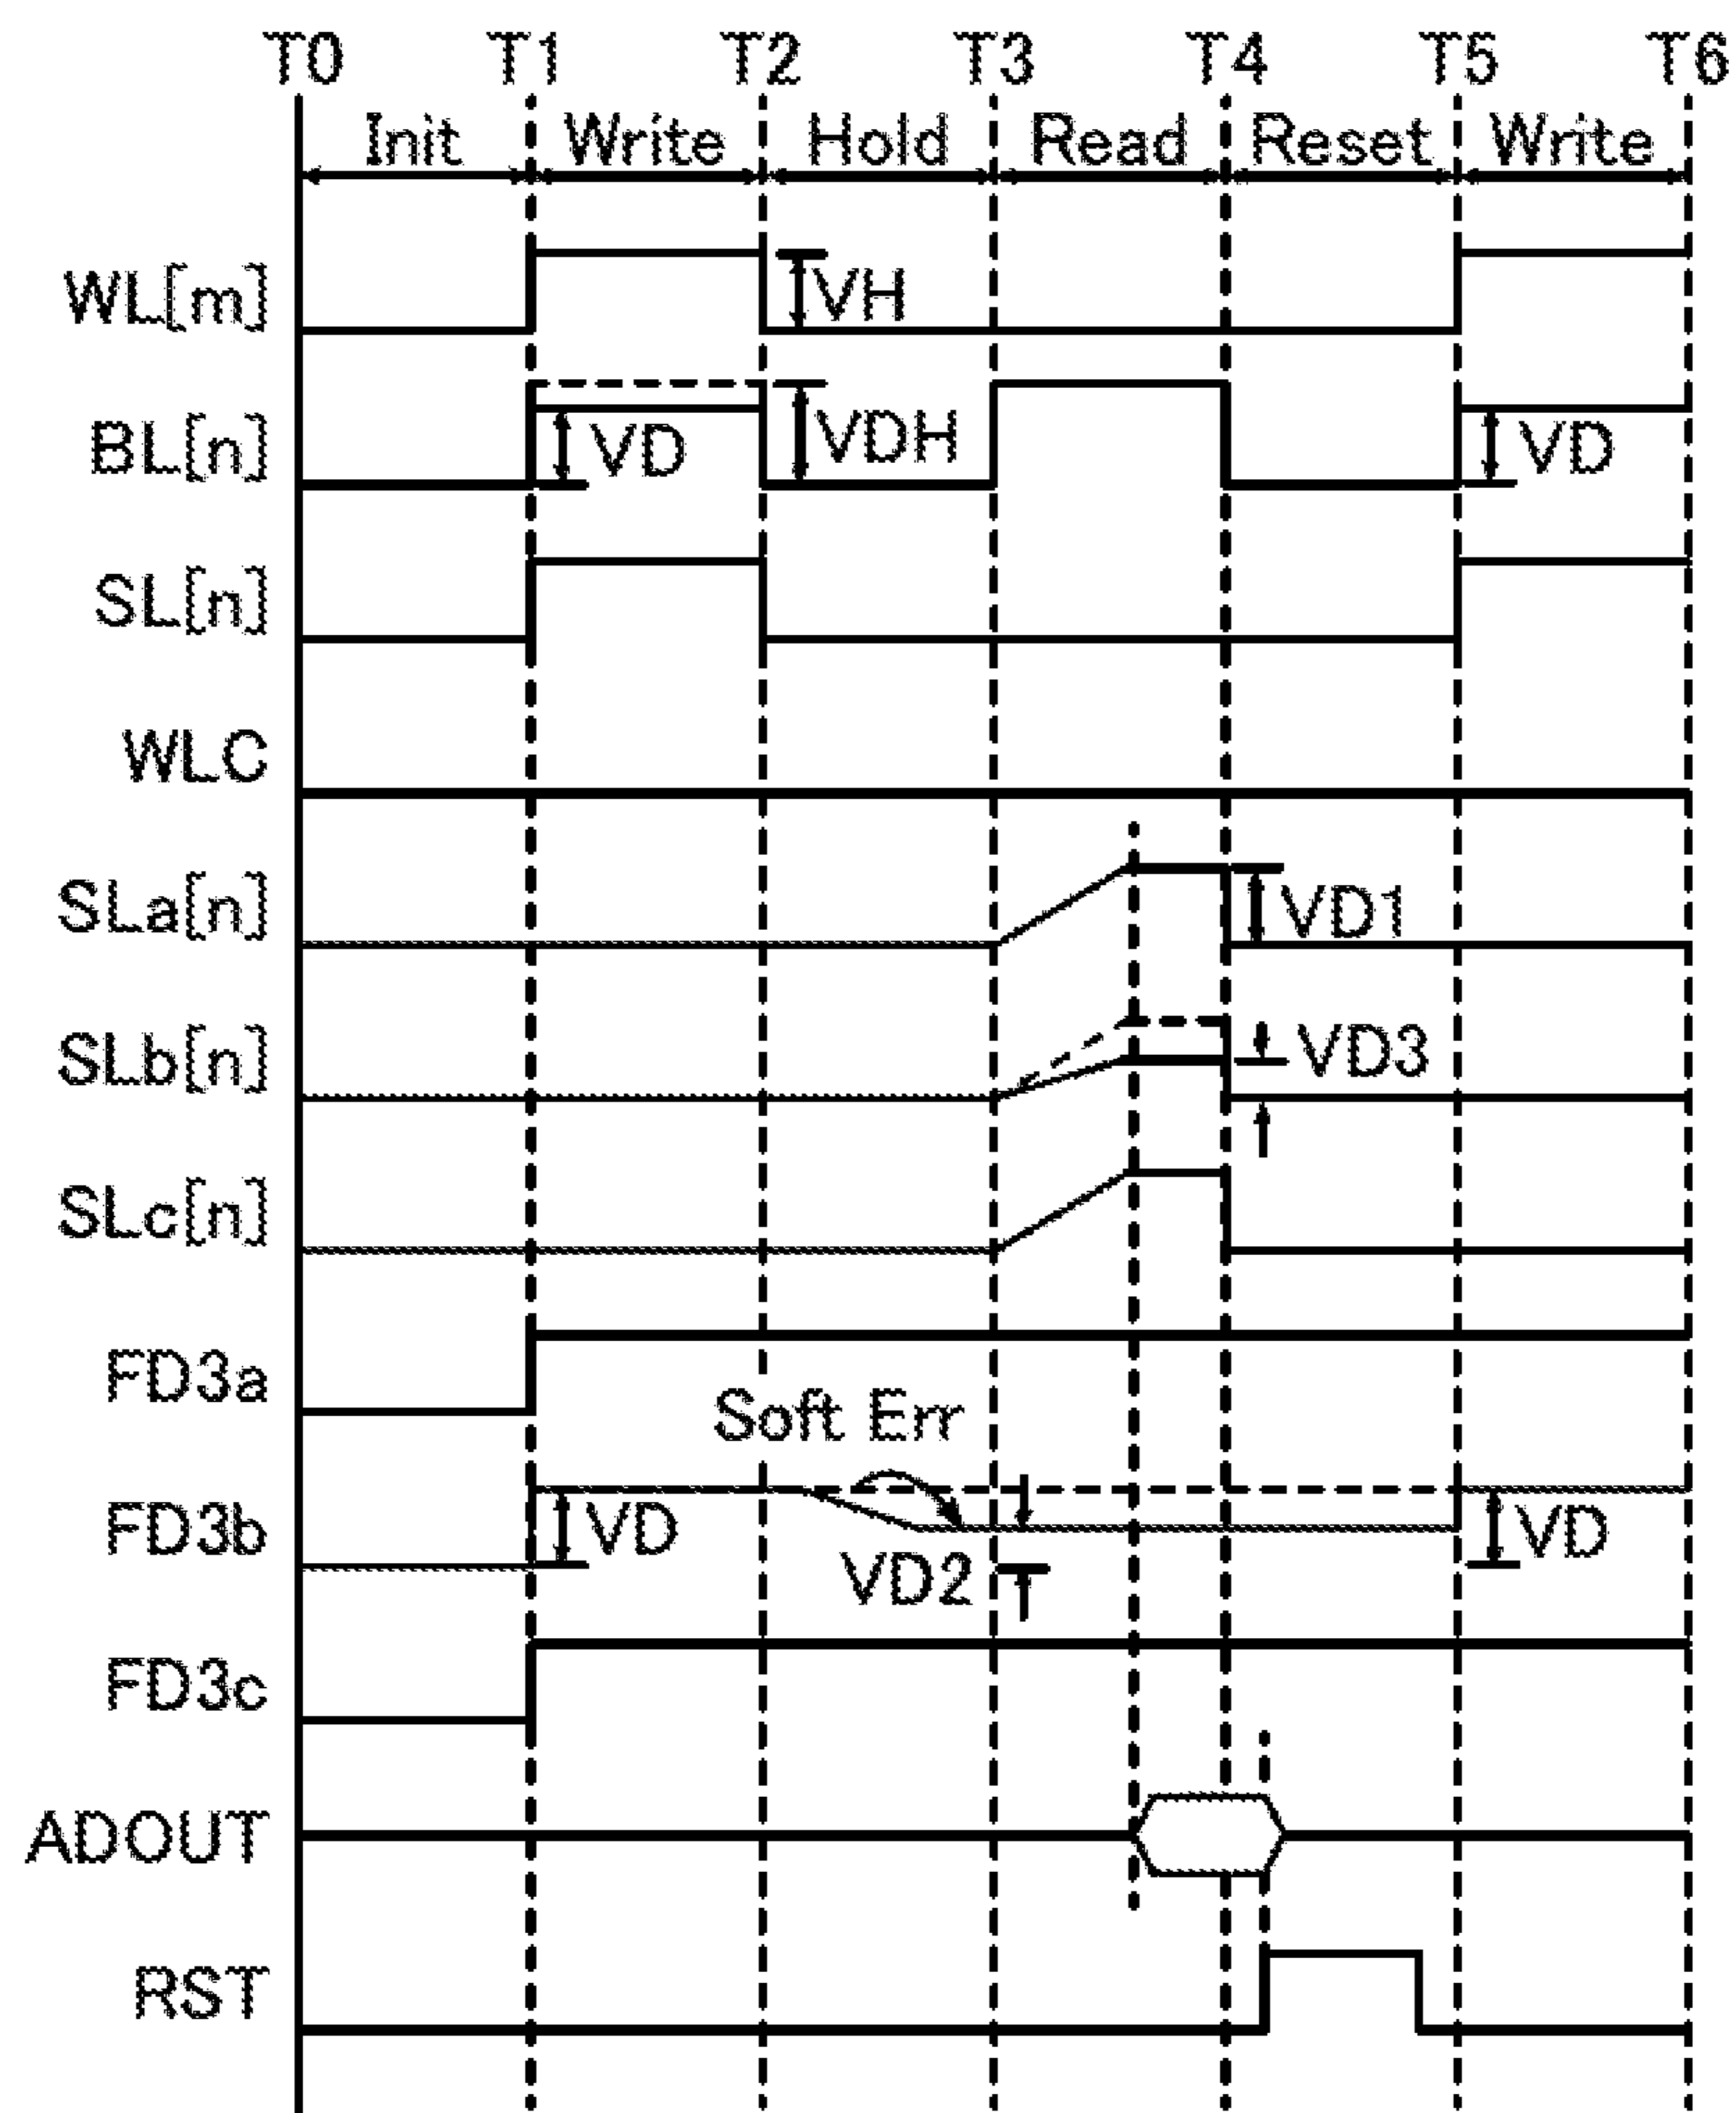 T0 T1 T2 T3 T4 T5 T6
Init Write Hold Read Reset Write
WL[m] VH
BL[n] VD VDH VD
SL[n]
WLC
SLa[n] VD1
SLb[n] VD3
SLc[n]
FD3a
Soft Err
FD3b VD VD
VD2
FD3c
ADOUT
RST